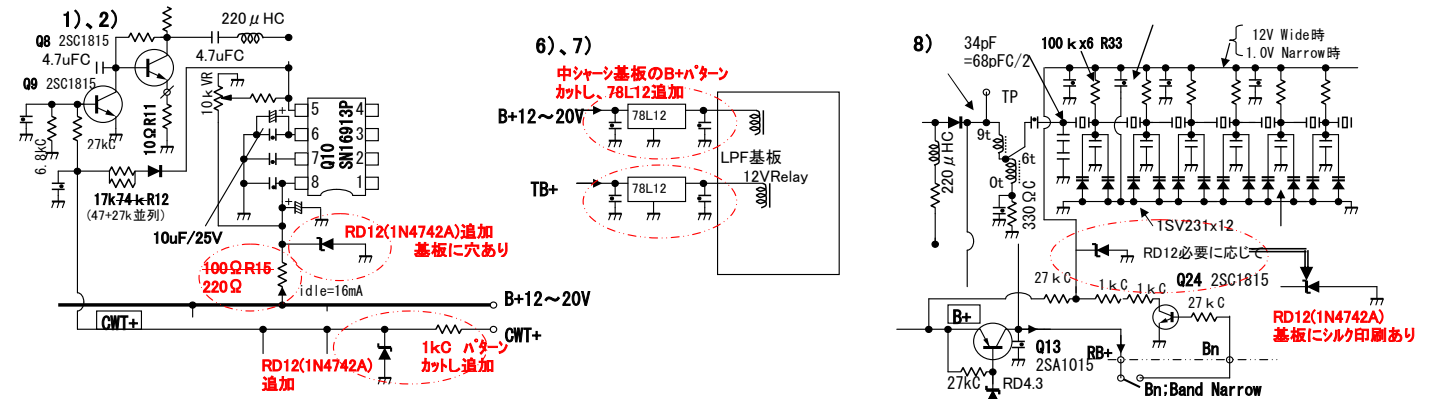 1)、2)
220μHC
Q8 2SC1815
4.7uFC
4.7uFC
Q9 2SC1815
10kVR
10ΩR11
27kC
6.8kC
17k74kR12
(47+27k並列)
10uF/25V
5 4
6 3
7 2
8 1
Q10
SN16913P
RD12(1N4742A)追加
基板に穴あり
100ΩR15
220Ω
idle=16mA
B+12~20V
CWT+
CWT+
RD12(1N4742A)
追加
1kC パターン
カットし追加
6)、7)
中シャーシ基板のB+パターン
カットし、78L12追加
B+12~20V
78L12
LPF基板
12VRelay
TB+
78L12
8)
34pF
=68pFC/2
100kx6 R33
12V Wide時
1.0V Narrow時
TP
9t
6t
0t
220μHC
330ΩC
1SV231x12
RD12必要に応じて
27kC
1kC
1kC
Q24 2SC1815
27kC
RD12(1N4742A)
基板にシルク印刷あり
B+
Q13
2SA1015
RB+
Bn
27kC
RD4.3
Bn;Band Narrow